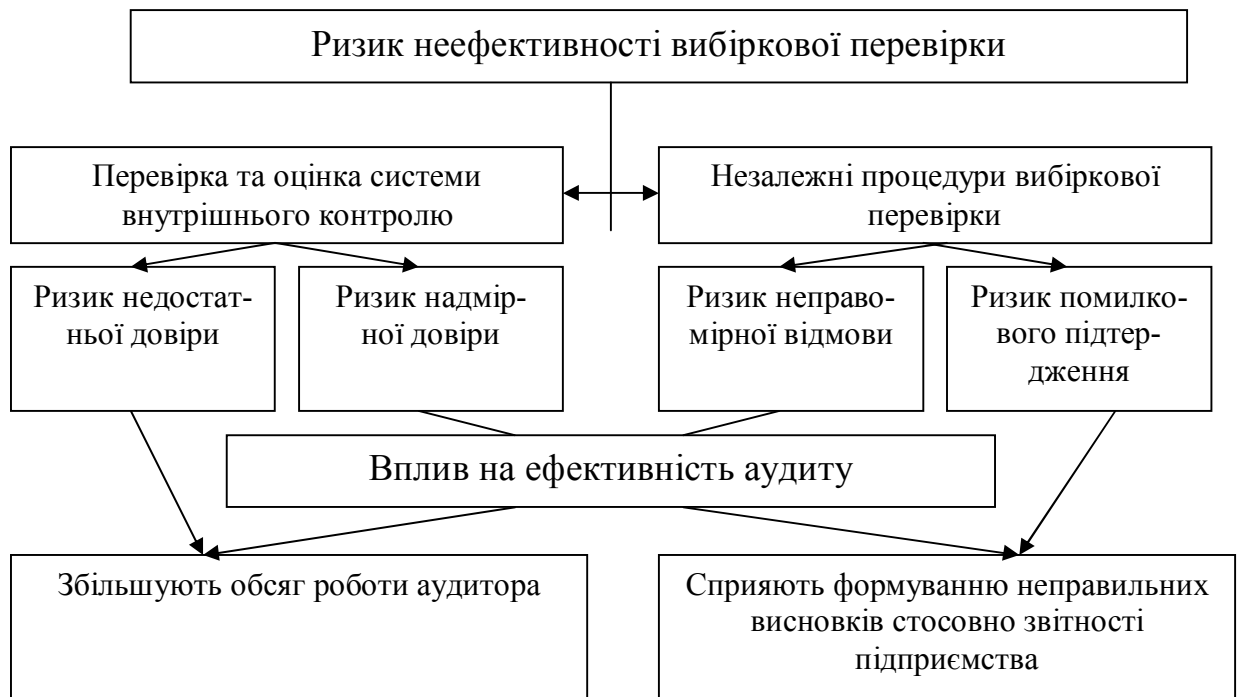 Ризик неефективності вибіркової перевірки
Перевірка та оцінка системи
внутрішнього контролю
Незалежні процедури вибіркової
перевірки
Ризик недостат-
ньої довіри
Ризик надмір-
ної довіри
Ризик неправо-
мірної відмови
Ризик помилко-
вого підтер-
дження
Вплив на ефективність аудиту
Збільшують обсяг роботи аудитора
Сприяють формуванню неправильних
висновків стосовно звітності
підприємства